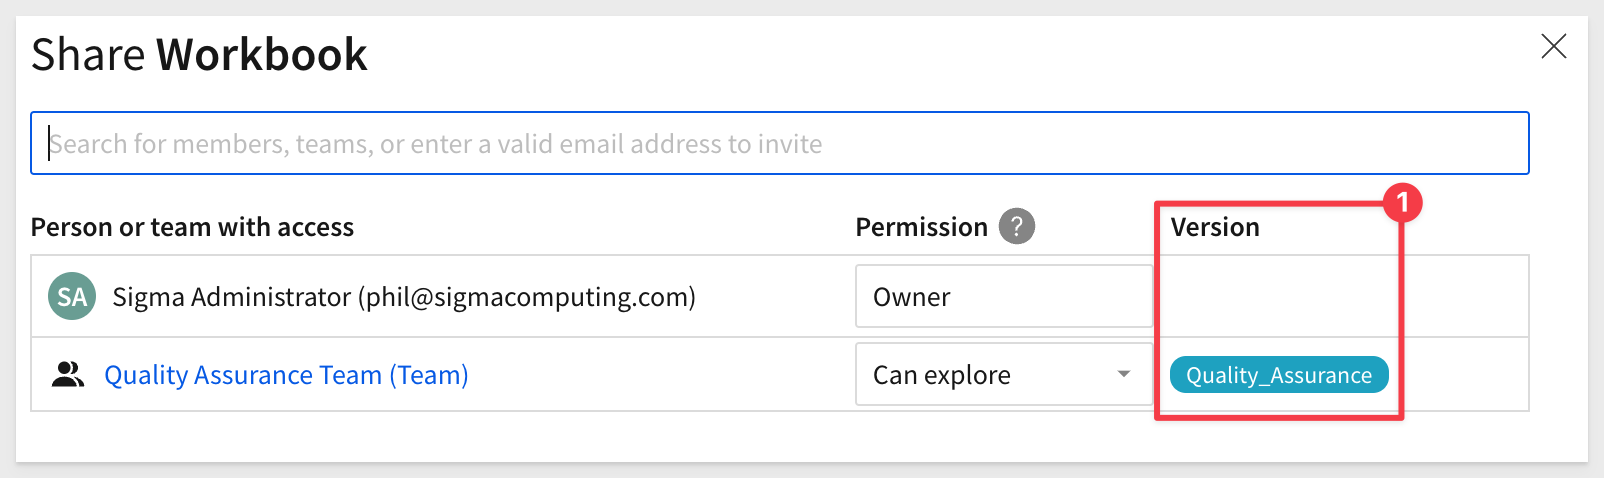 Share Workbook
Search for members, teams, or enter a valid email address to invite
Person or team with access Permission ? Version 1
SA Sigma Administrator (phil@sigmacomputing.com) Owner
Quality Assurance Team (Team) Can explore Quality_Assurance